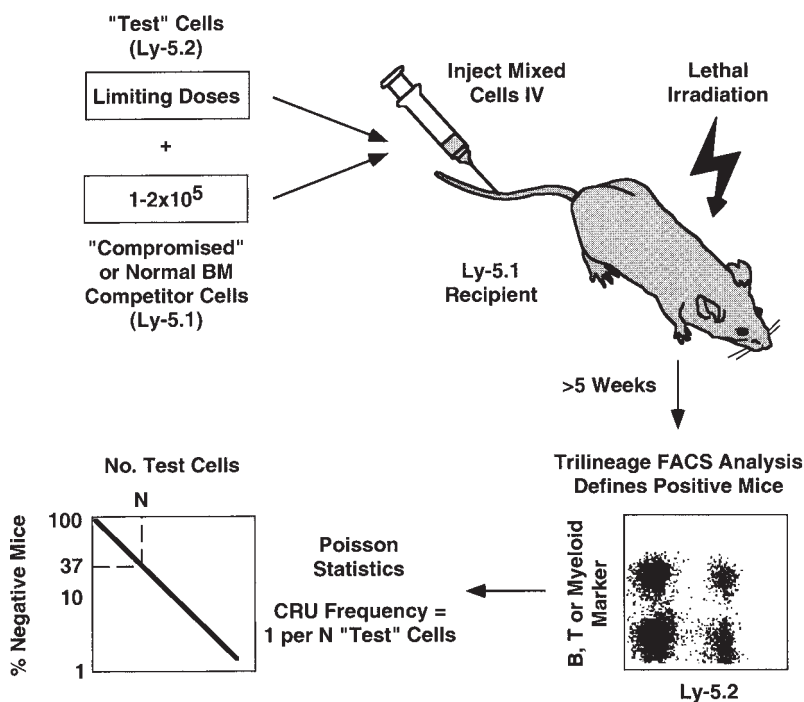 "Test" Cells
(Ly-5.2)
Limiting Doses
+
1-2x10⁵
"Compromised"
or Normal BM
Competitor Cells
(Ly-5.1)
Inject Mixed
Cells IV
Lethal
Irradiation
Ly-5.1
Recipient
>5 Weeks
Trilineage FACS Analysis
Defines Positive Mice
B, T or Myeloid
Marker
Ly-5.2
Poisson
Statistics
CRU Frequency =
1 per N "Test" Cells
No. Test Cells
N
% Negative Mice
100
37
10
1